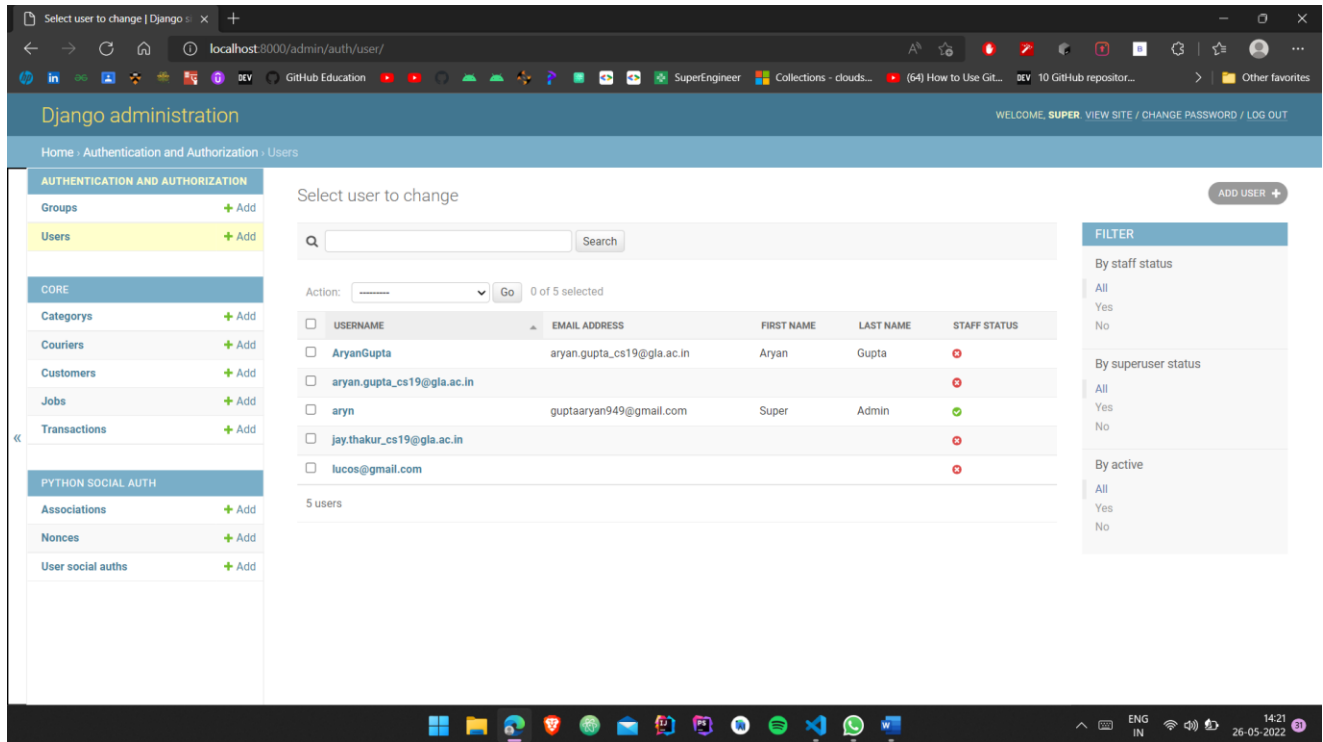 Select user to change | Django si
localhost:8000/admin/auth/user/
GitHub Education SuperEngineer Collections - clouds... (64) How to Use Git... DEV 10 GitHub repositor... Other favorites
Django administration
WELCOME, SUPER. VIEW SITE / CHANGE PASSWORD / LOG OUT
Home › Authentication and Authorization › Users
AUTHENTICATION AND AUTHORIZATION
Groups + Add
Users + Add
CORE
Categorys + Add
Couriers + Add
Customers + Add
Jobs + Add
Transactions + Add
«
PYTHON SOCIAL AUTH
Associations + Add
Nonces + Add
User social auths + Add
Select user to change
ADD USER +
Search
Action: --------- Go 0 of 5 selected
USERNAME EMAIL ADDRESS FIRST NAME LAST NAME STAFF STATUS
AryanGupta aryan.gupta_cs19@gla.ac.in Aryan Gupta
aryan.gupta_cs19@gla.ac.in
aryn guptaaryan949@gmail.com Super Admin
jay.thakur_cs19@gla.ac.in
lucos@gmail.com
5 users
FILTER
By staff status
All
Yes
No
By superuser status
All
Yes
No
By active
All
Yes
No
ENG
IN
14:21
26-05-2022
31